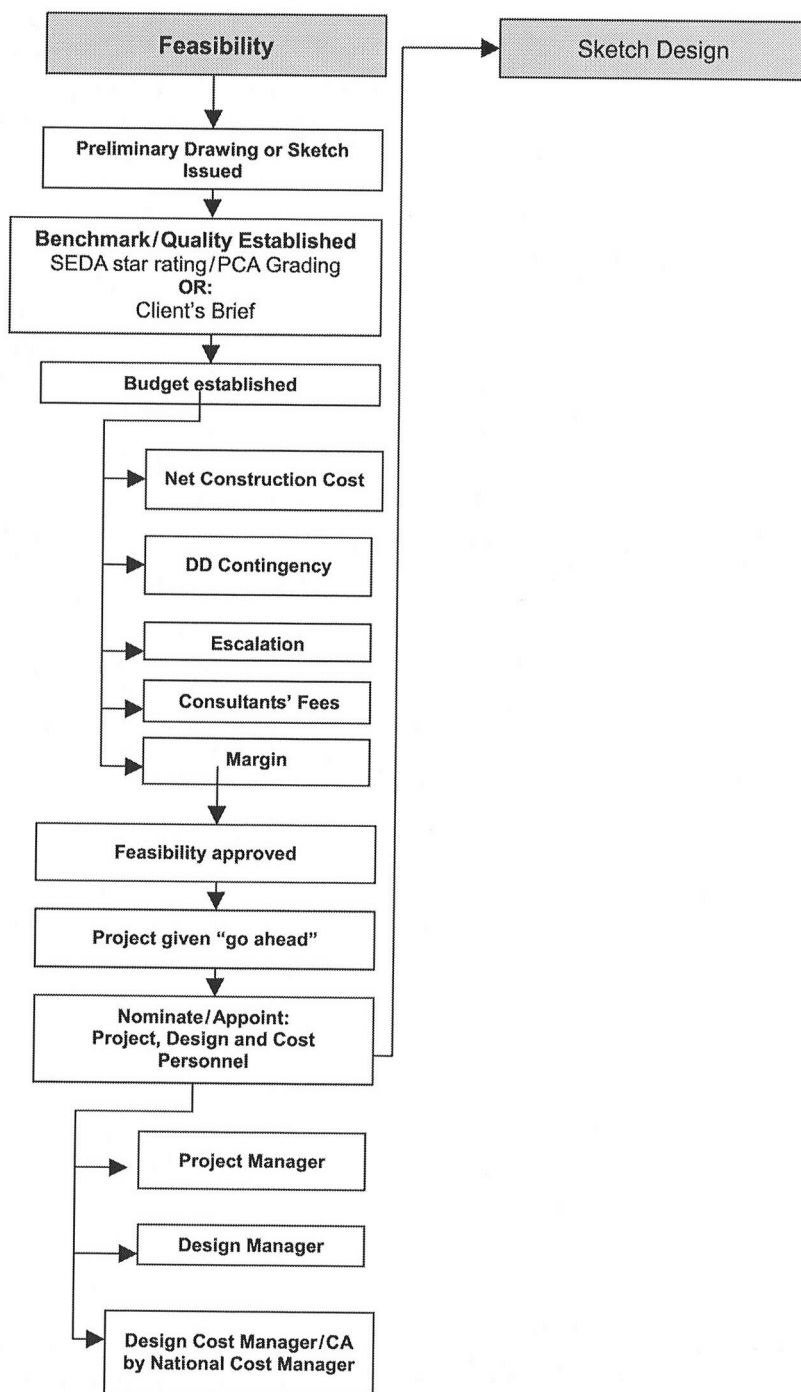 Feasibility
Sketch Design
Preliminary Drawing or Sketch
Issued
Benchmark/Quality Established
SEDA star rating/PCA Grading
OR:
Client's Brief
Budget established
Net Construction Cost
DD Contingency
Escalation
Consultants' Fees
Margin
Feasibility approved
Project given “go ahead”
Nominate/Appoint:
Project, Design and Cost
Personnel
Project Manager
Design Manager
Design Cost Manager/CA
by National Cost Manager